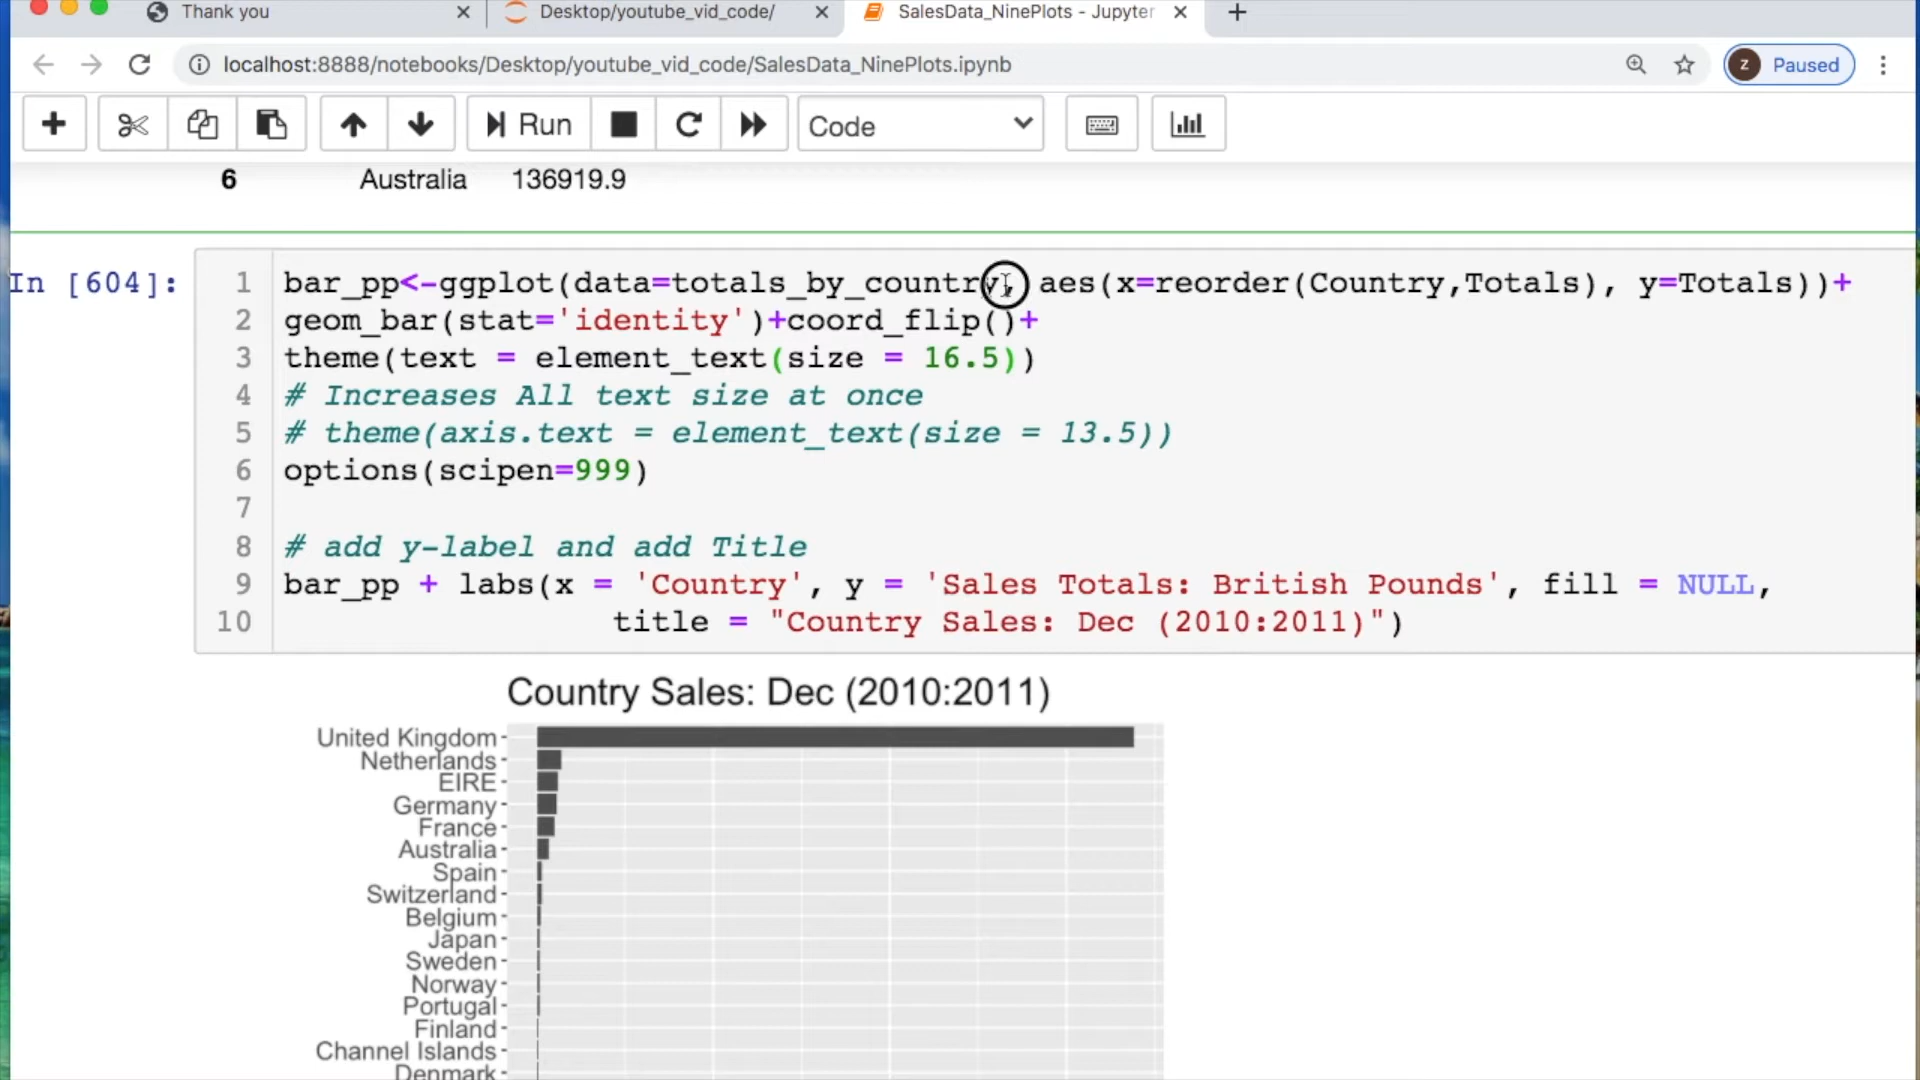 Thank you
Desktop/youtube_vid_code/
SalesData_NinePlots - Jupyter
localhost:8888/notebooks/Desktop/youtube_vid_code/SalesData_NinePlots.ipynb
z Paused
Run
Code
6 Australia 136919.9
In [604]:
1 bar_pp<-ggplot(data=totals_by_country, aes(x=reorder(Country,Totals), y=Totals))+
2 geom_bar(stat='identity')+coord_flip()+
3 theme(text = element_text(size = 16.5))
4 # Increases All text size at once
5 # theme(axis.text = element_text(size = 13.5))
6 options(scipen=999)
7
8 # add y-label and add Title
9 bar_pp + labs(x = 'Country', y = 'Sales Totals: British Pounds', fill = NULL,
10 title = "Country Sales: Dec (2010:2011)")
Country Sales: Dec (2010:2011)
United Kingdom
Netherlands
EIRE
Germany
France
Australia
Spain
Switzerland
Belgium
Japan
Sweden
Norway
Portugal
Finland
Channel Islands
Denmark